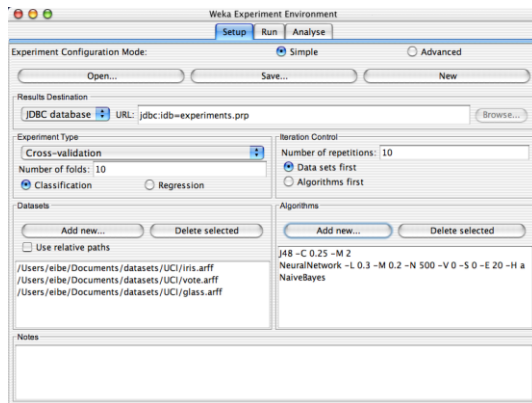 Weka Experiment Environment
Setup Run Analyse
Experiment Configuration Mode: Simple Advanced
Open... Save... New
Results Destination
JDBC database URL: jdbc:idb=experiments.prp Browse...
Experiment Type
Cross-validation
Number of folds: 10
Classification Regression
Iteration Control
Number of repetitions: 10
Data sets first
Algorithms first
Datasets
Add new... Delete selected
Use relative paths
/Users/eibe/Documents/datasets/UCI/iris.arff
/Users/eibe/Documents/datasets/UCI/vote.arff
/Users/eibe/Documents/datasets/UCI/glass.arff
Algorithms
Add new... Delete selected
J48 -C 0.25 -M 2
NeuralNetwork -L 0.3 -M 0.2 -N 500 -V 0 -S 0 -E 20 -H a
NaiveBayes
Notes